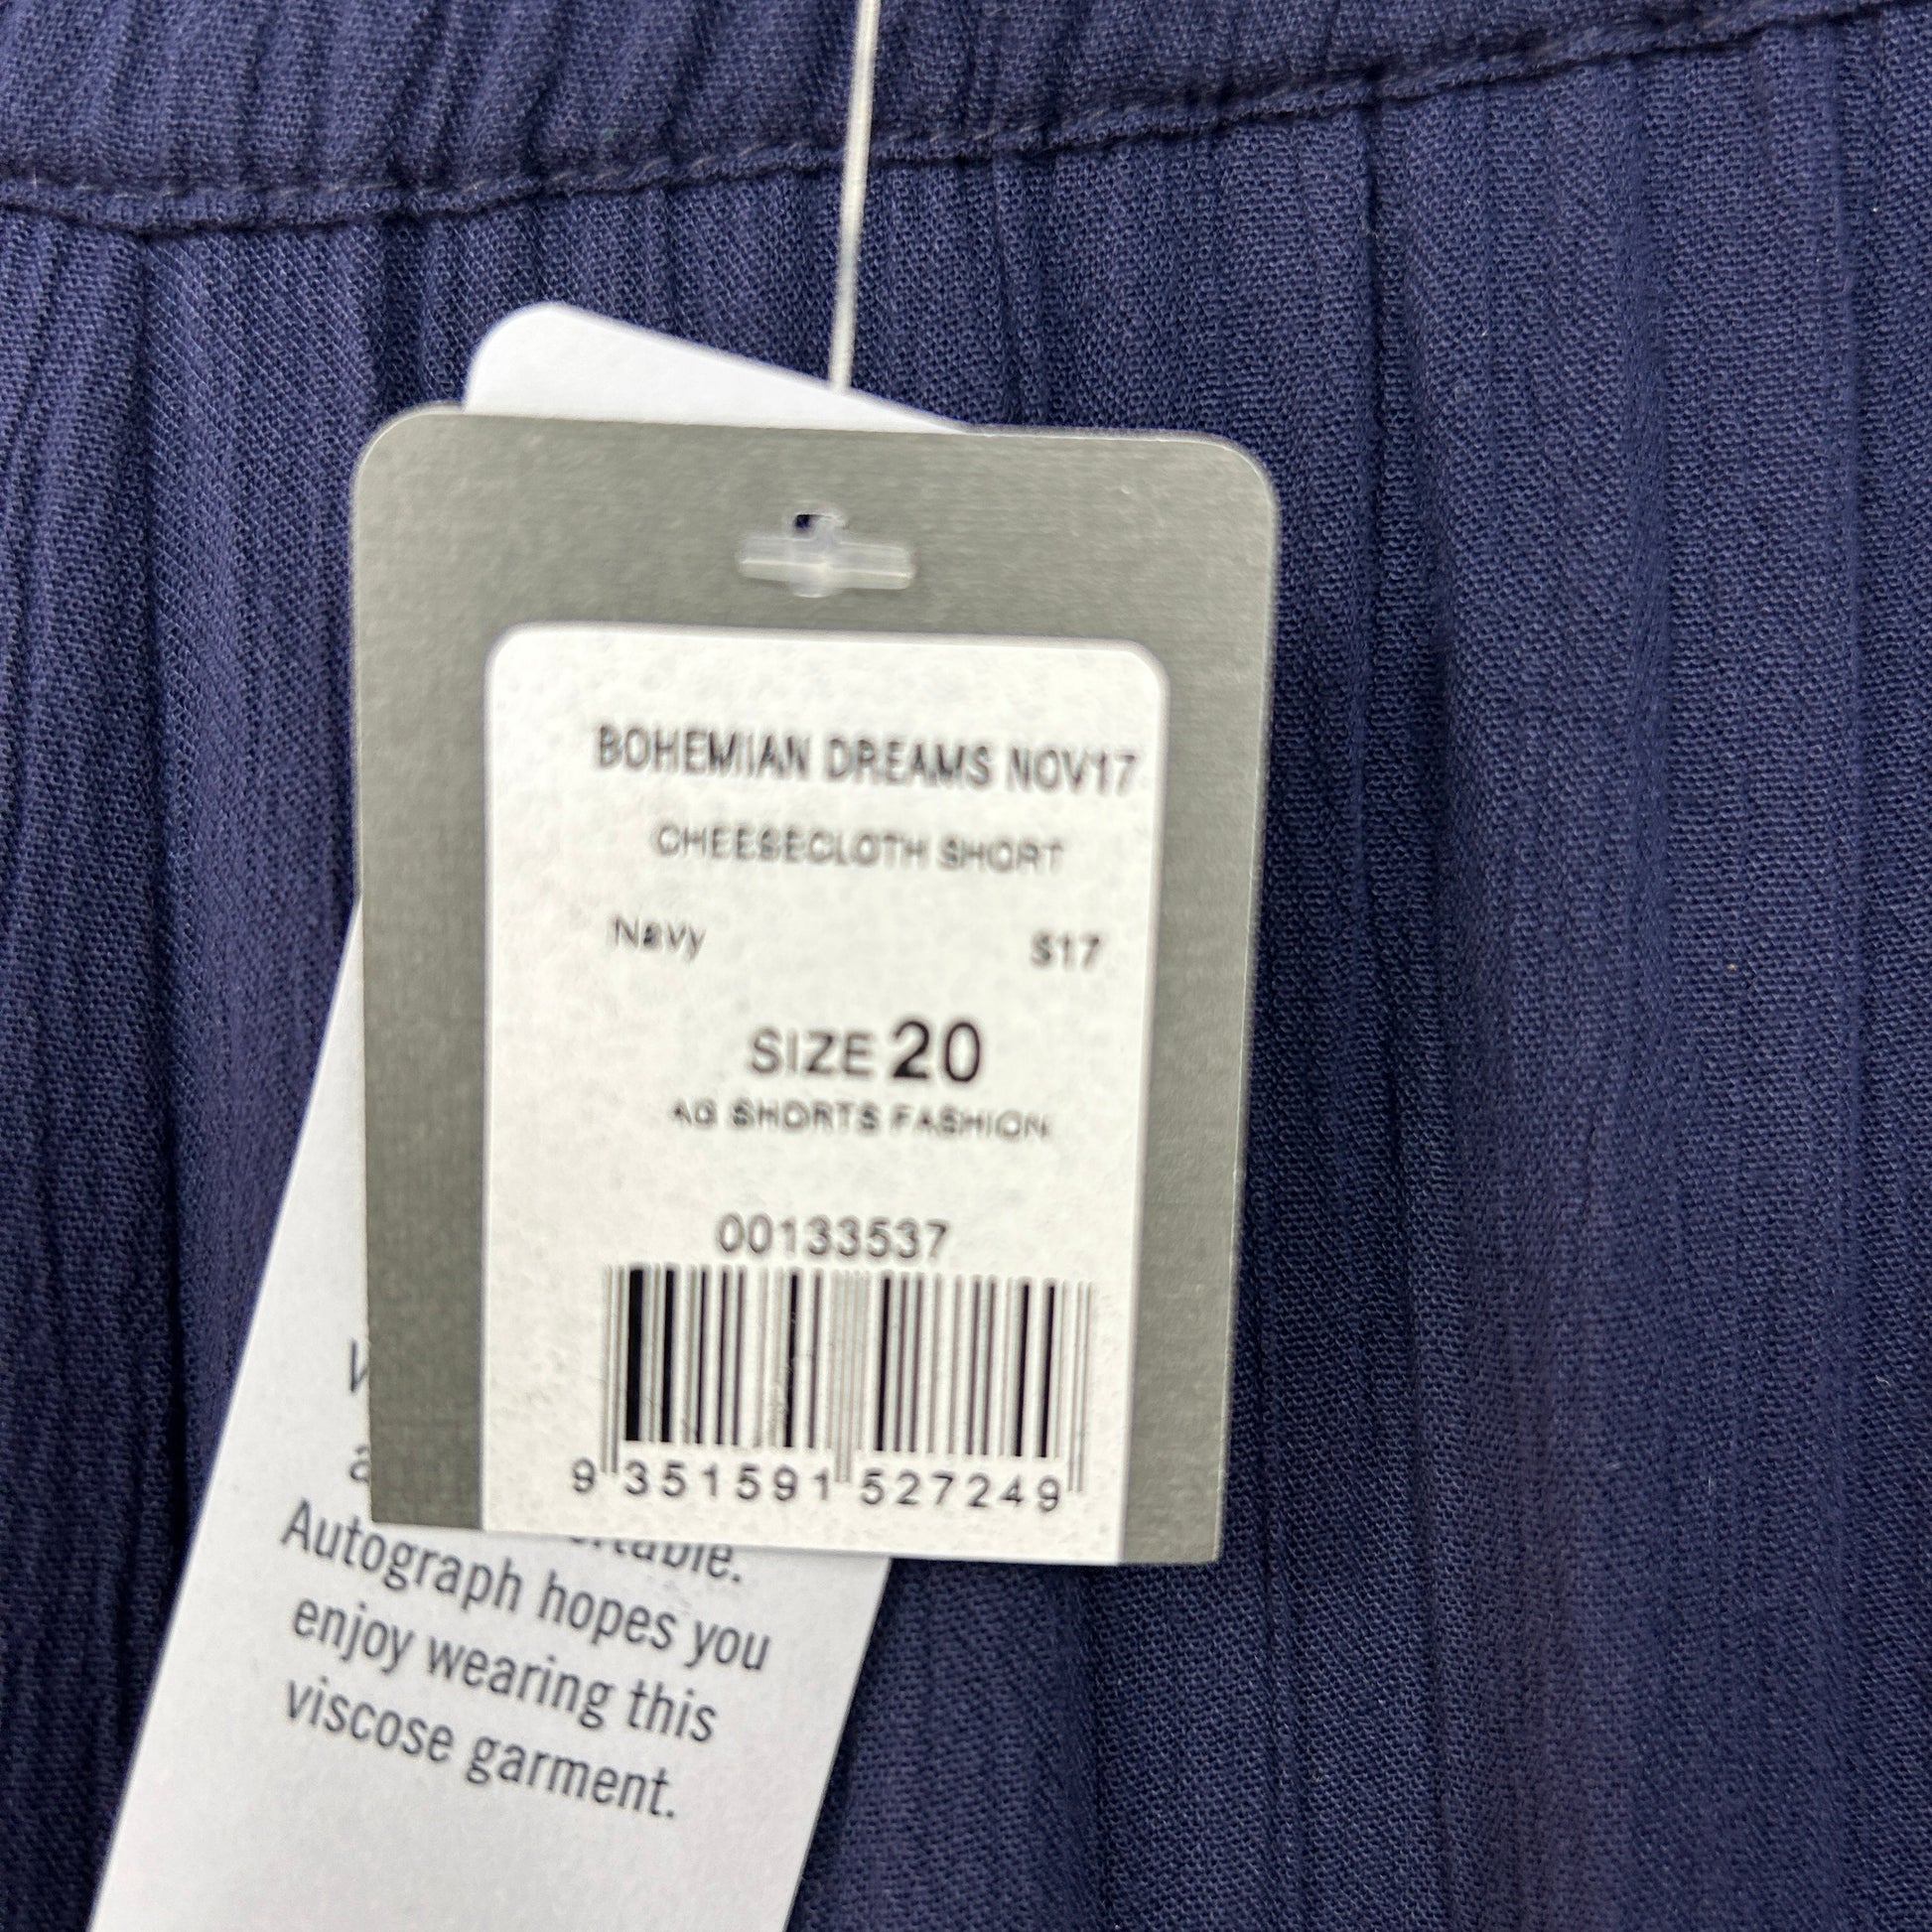 BOHEMIAN DREAMS NOV17
CHEESECLOTH SHORT
Navy S17
SIZE 20
AG SHORTS FASHION
00133537
9 351591 527249
Autograph hopes you
enjoy wearing this
viscose garment.